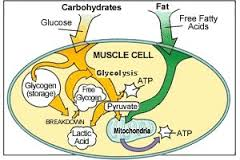 Carbohydrates
Fat
Glucose
Free Fatty
Acids
MUSCLE CELL
Glycolysis
ATP
Glycogen
(storage)
Free
Glycogen
Pyruvate
BREAKDOWN
Lactic
Acid
Mitochondria
ATP